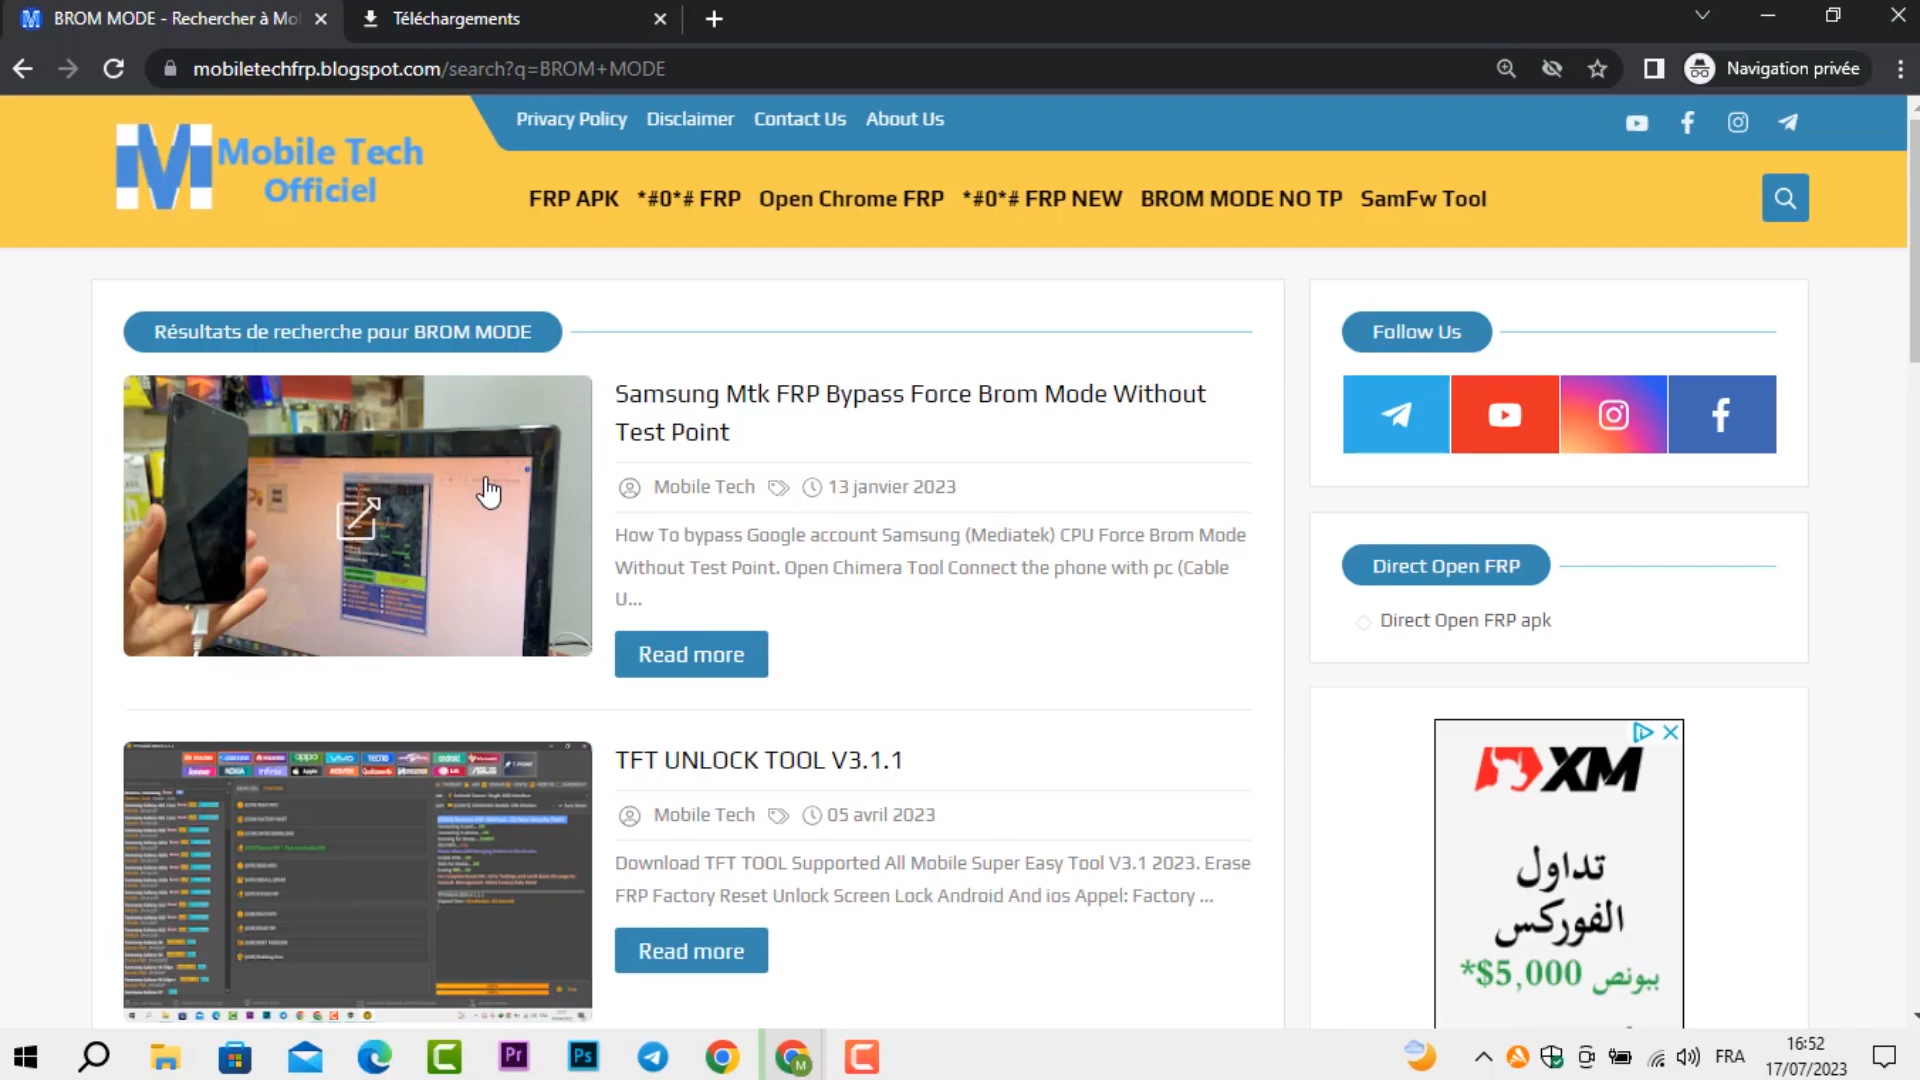 BROM MODE - Rechercher à Mo
Téléchargements
mobiletechfrp.blogspot.com/search?q=BROM+MODE
Navigation privée
Privacy Policy Disclaimer Contact Us About Us
Mobile Tech
Officiel
FRP APK *#0*# FRP Open Chrome FRP *#0*# FRP NEW BROM MODE NO TP SamFw Tool
Résultats de recherche pour BROM MODE
Samsung Mtk FRP Bypass Force Brom Mode Without
Test Point
Mobile Tech 13 janvier 2023
How To bypass Google account Samsung (Mediatek) CPU Force Brom Mode
Without Test Point. Open Chimera Tool Connect the phone with pc (Cable
U...
Read more
TFT UNLOCK TOOL V3.1.1
Mobile Tech 05 avril 2023
Download TFT TOOL Supported All Mobile Super Easy Tool V3.1 2023. Erase
FRP Factory Reset Unlock Screen Lock Android And ios Appel: Factory ...
Read more
Follow Us
Direct Open FRP
Direct Open FRP apk
XM
تداول
الفوركس
ببونص 5,000$*
FRA
16:52
17/07/2023